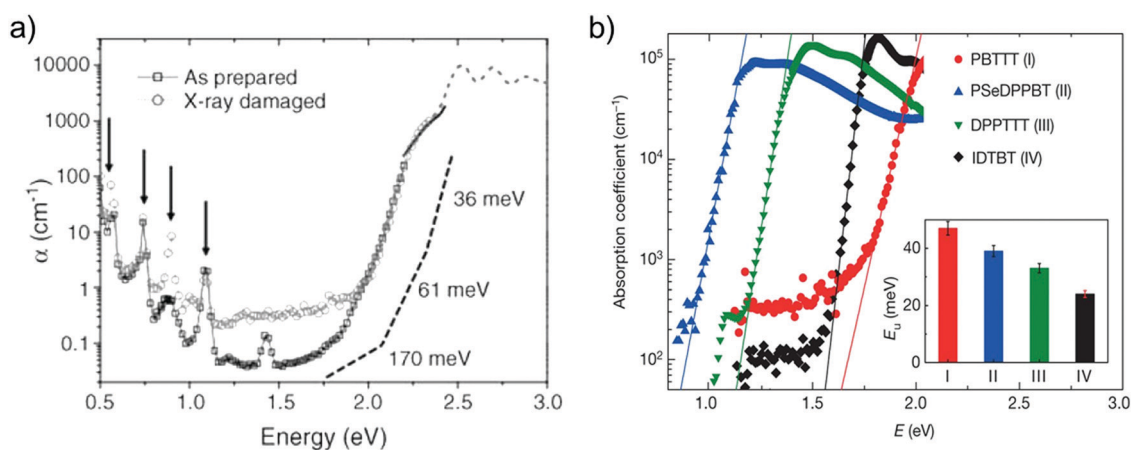 a)
10000
1000
100
10
1
0.1
α (cm⁻¹)
As prepared
X-ray damaged
36 meV
61 meV
170 meV
0.5 1.0 1.5 2.0 2.5 3.0
Energy (eV)
b)
10⁵
10⁴
10³
10²
Absorption coefficient (cm⁻¹)
PBTTT (I)
PSeDPPBT (II)
DPPTTT (III)
IDTBT (IV)
40
20
0
Eᵤ (meV)
I II III IV
1.0 1.5 2.0 2.5 3.0
E (eV)